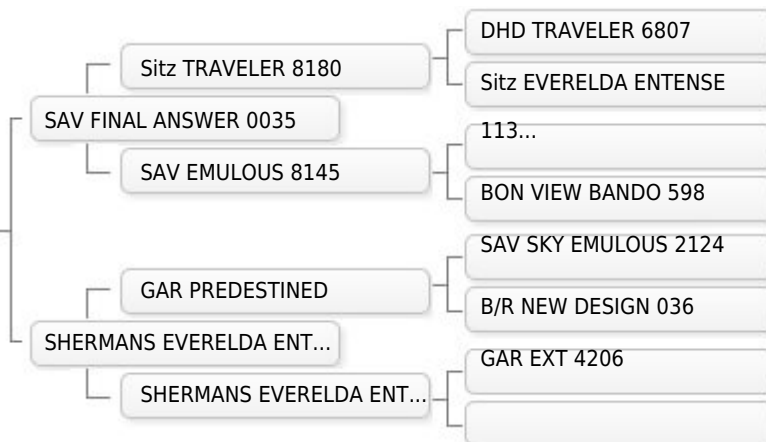 DHD TRAVELER 6807
Sitz TRAVELER 8180
Sitz EVERELDA ENTENSE
SAV FINAL ANSWER 0035
113...
SAV EMULOUS 8145
BON VIEW BANDO 598
SAV SKY EMULOUS 2124
GAR PREDESTINED
B/R NEW DESIGN 036
SHERMANS EVERELDA ENT...
GAR EXT 4206
SHERMANS EVERELDA ENT...